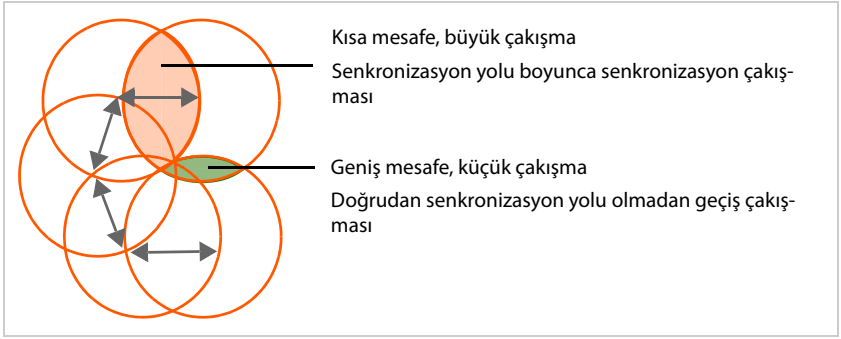 Kısa mesafe, büyük çakışma
Senkronizasyon yolu boyunca senkronizasyon çakış-
ması
Geniş mesafe, küçük çakışma
Doğrudan senkronizasyon yolu olmadan geçiş çakış-
ması